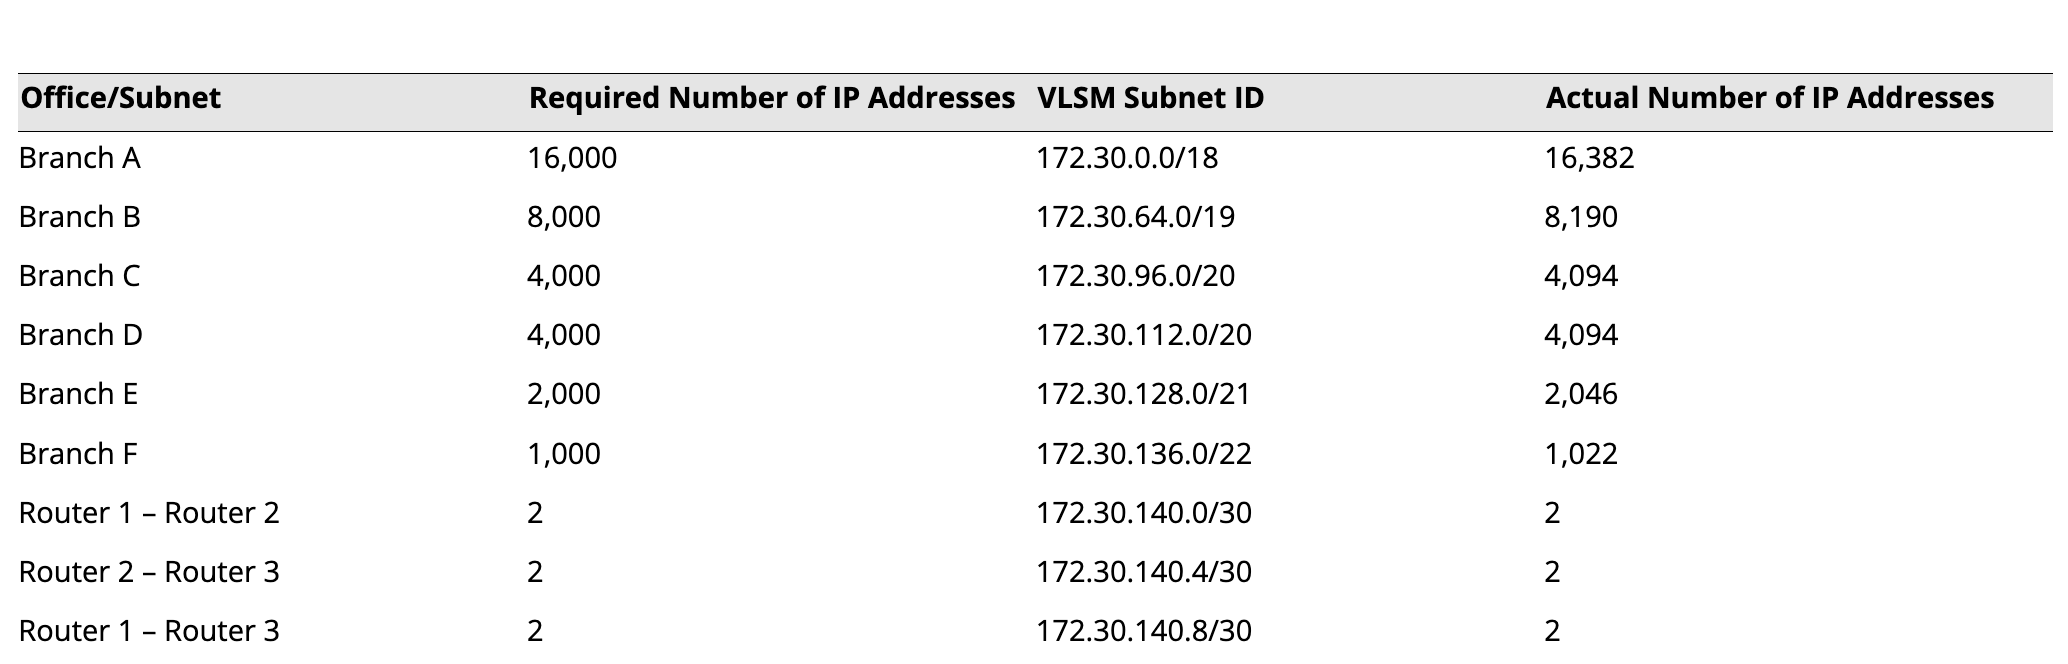 Office/Subnet Required Number of IP Addresses VLSM Subnet ID Actual Number of IP Addresses
Branch A 16,000 172.30.0.0/18 16,382
Branch B 8,000 172.30.64.0/19 8,190
Branch C 4,000 172.30.96.0/20 4,094
Branch D 4,000 172.30.112.0/20 4,094
Branch E 2,000 172.30.128.0/21 2,046
Branch F 1,000 172.30.136.0/22 1,022
Router 1 – Router 2 2 172.30.140.0/30 2
Router 2 – Router 3 2 172.30.140.4/30 2
Router 1 – Router 3 2 172.30.140.8/30 2